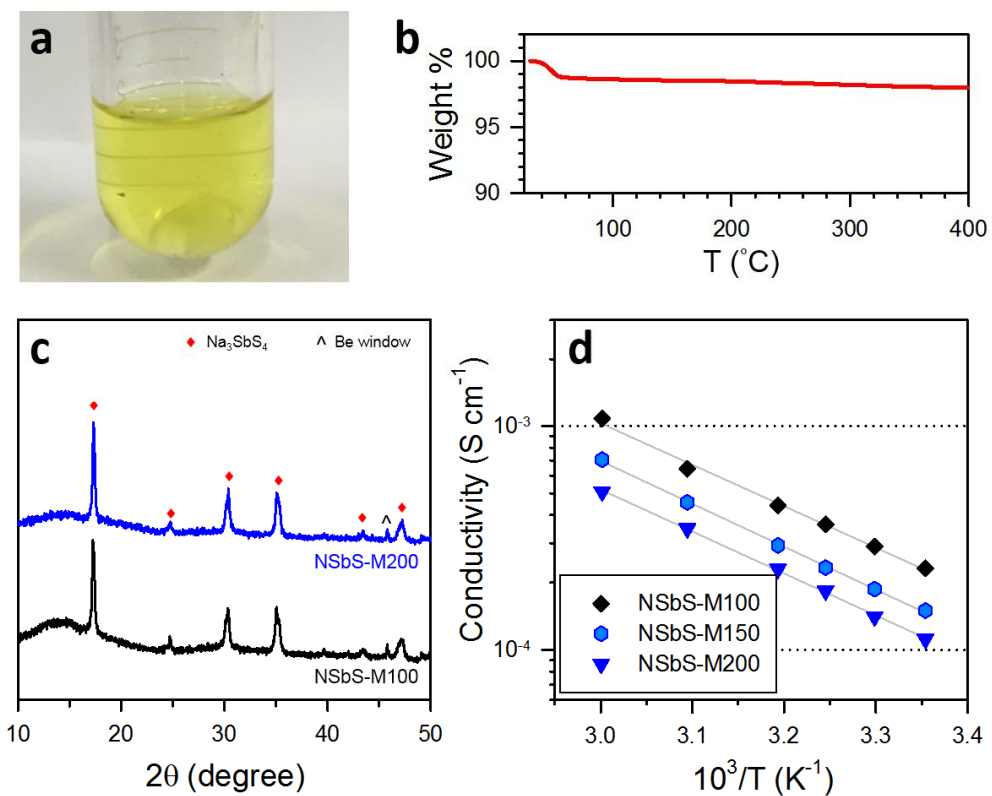 a
b
Weight %
100
95
90
100
200
300
400
T (°C)
c
♦ Na₃SbS₄
^ Be window
^
NSbS-M200
NSbS-M100
10
20
30
40
50
2θ (degree)
d
Conductivity (S cm⁻¹)
10⁻³
10⁻⁴
NSbS-M100
NSbS-M150
NSbS-M200
3.0
3.1
3.2
3.3
3.4
10³/T (K⁻¹)